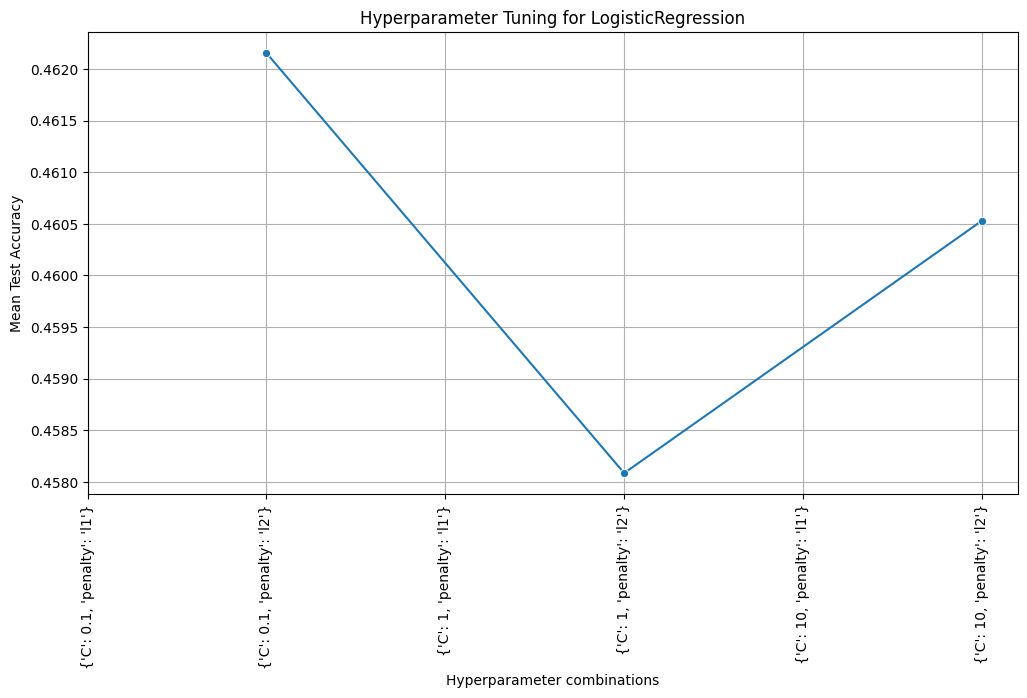 Hyperparameter Tuning for LogisticRegression
Mean Test Accuracy
0.4620
0.4615
0.4610
0.4605
0.4600
0.4595
0.4590
0.4585
0.4580
{'C': 0.1, 'penalty': 'l1'}
{'C': 0.1, 'penalty': 'l2'}
{'C': 1, 'penalty': 'l1'}
{'C': 1, 'penalty': 'l2'}
{'C': 10, 'penalty': 'l1'}
{'C': 10, 'penalty': 'l2'}
Hyperparameter combinations